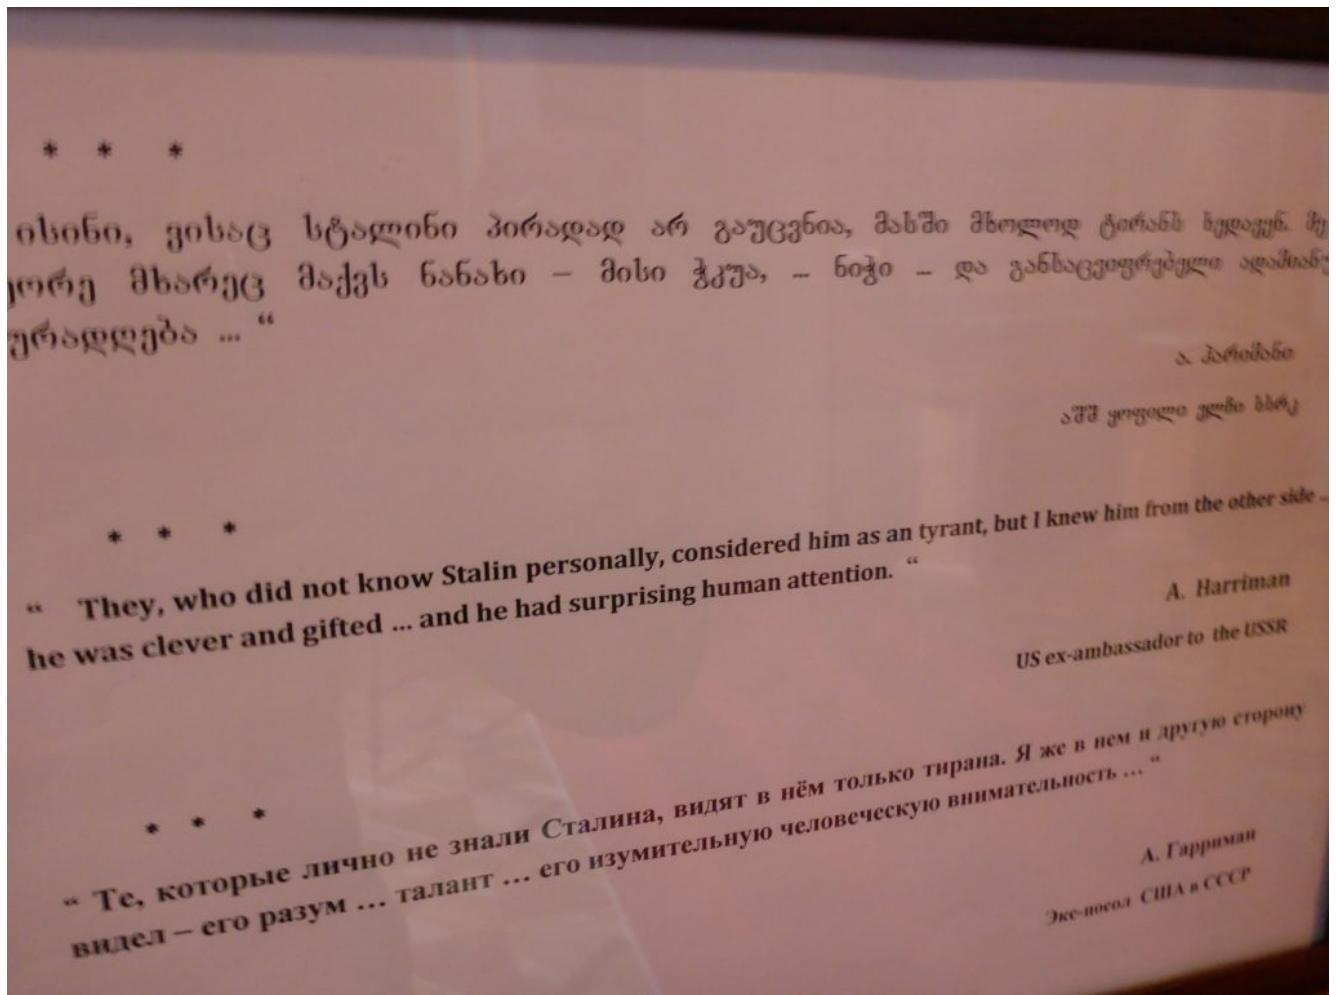 * * *
ისინი, ვისაც სტალინი პირადად არ გაუცვნია, მასში მხოლოდ ტირანს ხედავენ.
მხარეც მაქვს ნანახი – მისი ჭკუა, ... ნიჭი ... და განსაცვიფრებელი
ყურადღება ... “
ა. ჰარიმანი
აშშ ყოფილი ელჩი სსრკ
* * *
“ They, who did not know Stalin personally, considered him as an tyrant, but I knew him from the other side ...
he was clever and gifted ... and he had surprising human attention. “
A. Harriman
US ex-ambassador to the USSR
* * *
“ Те, которые лично не знали Сталина, видят в нём только тирана. Я же в нем и другую сторону
видел – его разум ... талант ... его изумительную человеческую внимательность ... “
А. Гарриман
Экс-посол США в СССР